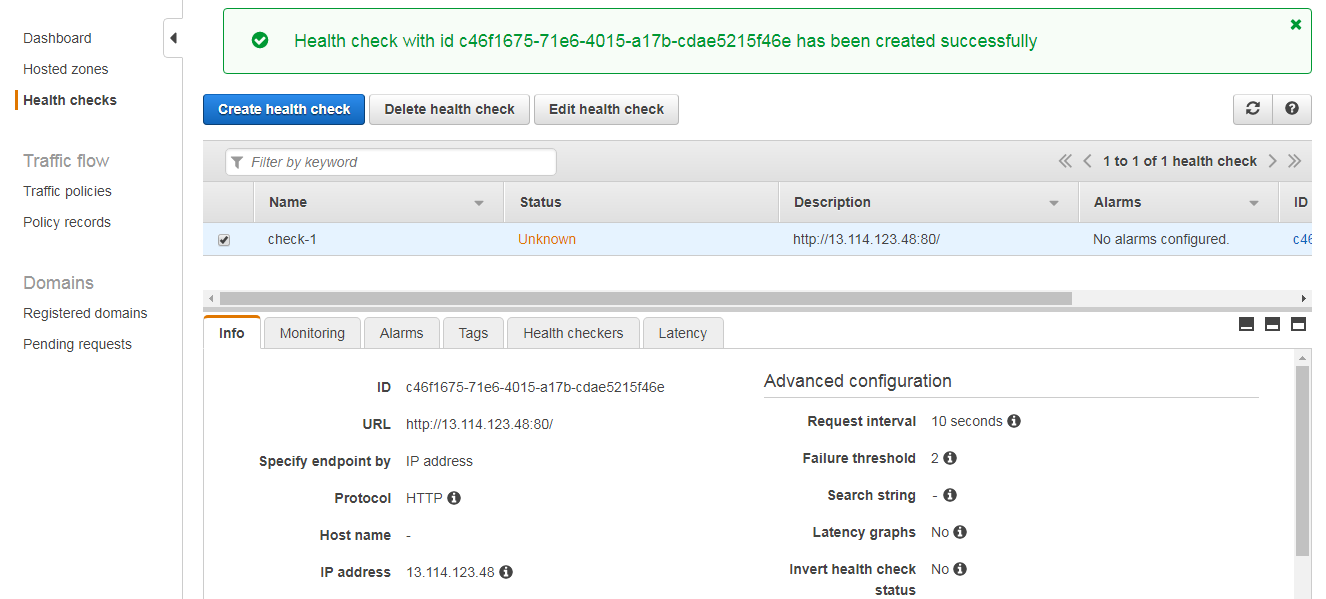 Dashboard
Hosted zones
Health checks
Traffic flow
Traffic policies
Policy records
Domains
Registered domains
Pending requests
Health check with id c46f1675-71e6-4015-a17b-cdae5215f46e has been created successfully
Create health check Delete health check Edit health check
Filter by keyword 1 to 1 of 1 health check
Name Status Description Alarms ID
check-1 Unknown http://13.114.123.48:80/ No alarms configured. c46
Info Monitoring Alarms Tags Health checkers Latency
ID c46f1675-71e6-4015-a17b-cdae5215f46e
URL http://13.114.123.48:80/
Specify endpoint by IP address
Protocol HTTP
Host name -
IP address 13.114.123.48
Advanced configuration
Request interval 10 seconds
Failure threshold 2
Search string -
Latency graphs No
Invert health check No
status